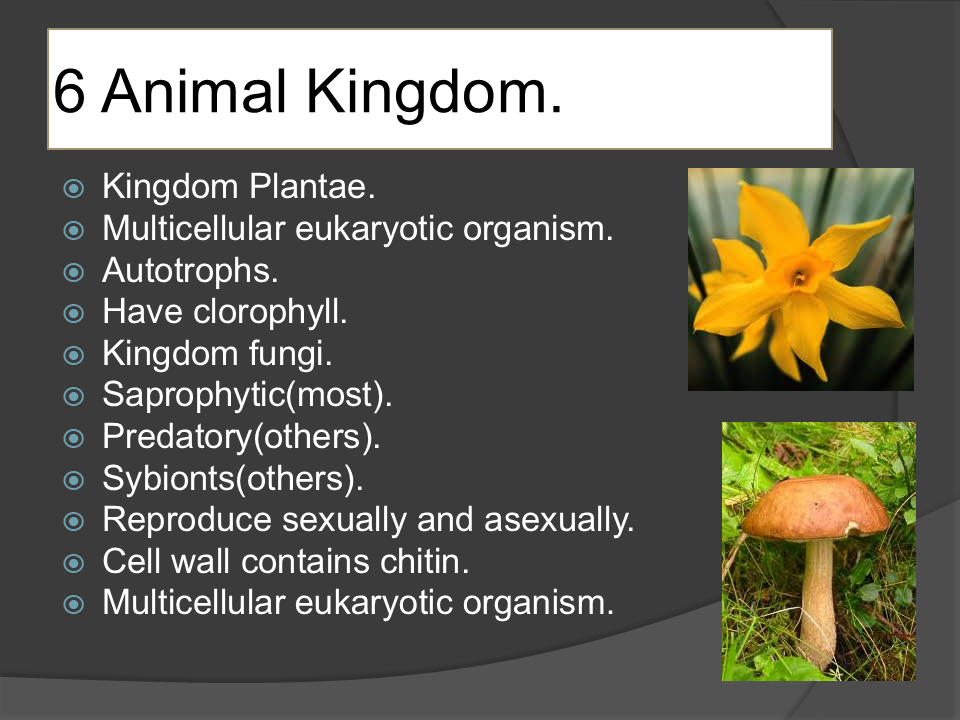 6 Animal Kingdom.
Kingdom Plantae.
Multicellular eukaryotic organism.
Autotrophs.
Have clorophyll.
Kingdom fungi.
Saprophytic(most).
Predatory(others).
Sybionts(others).
Reproduce sexually and asexually.
Cell wall contains chitin.
Multicellular eukaryotic organism.